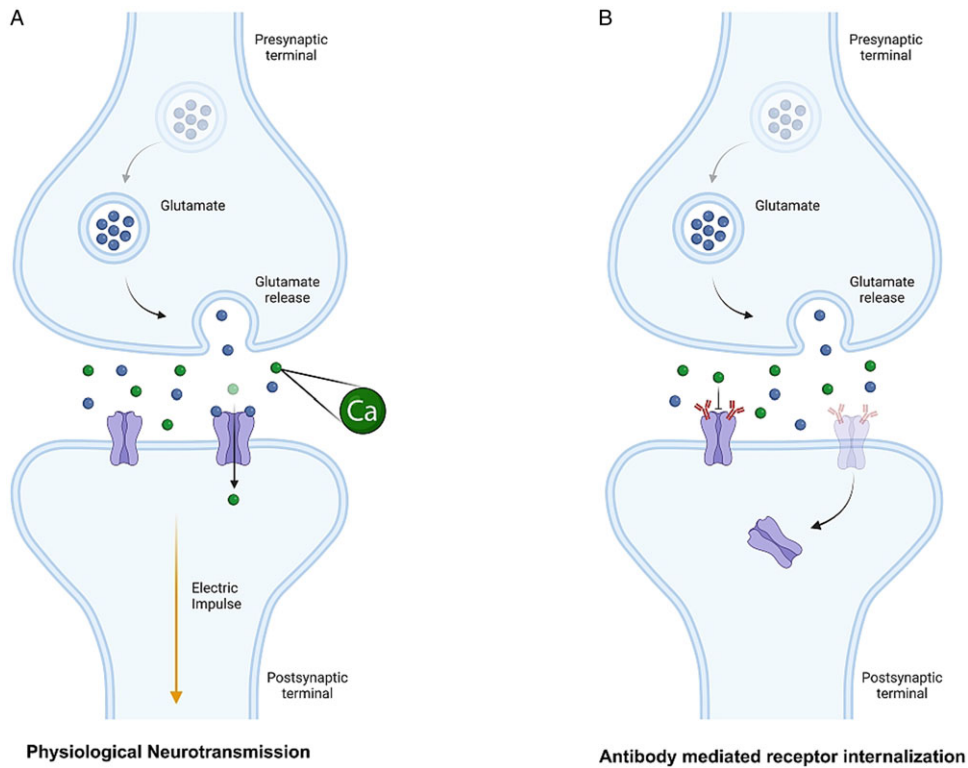 A
Presynaptic
terminal
Glutamate
Glutamate
release
Ca
Electric
Impulse
Postsynaptic
terminal
Physiological Neurotransmission
B
Presynaptic
terminal
Glutamate
Glutamate
release
Postsynaptic
terminal
Antibody mediated receptor internalization